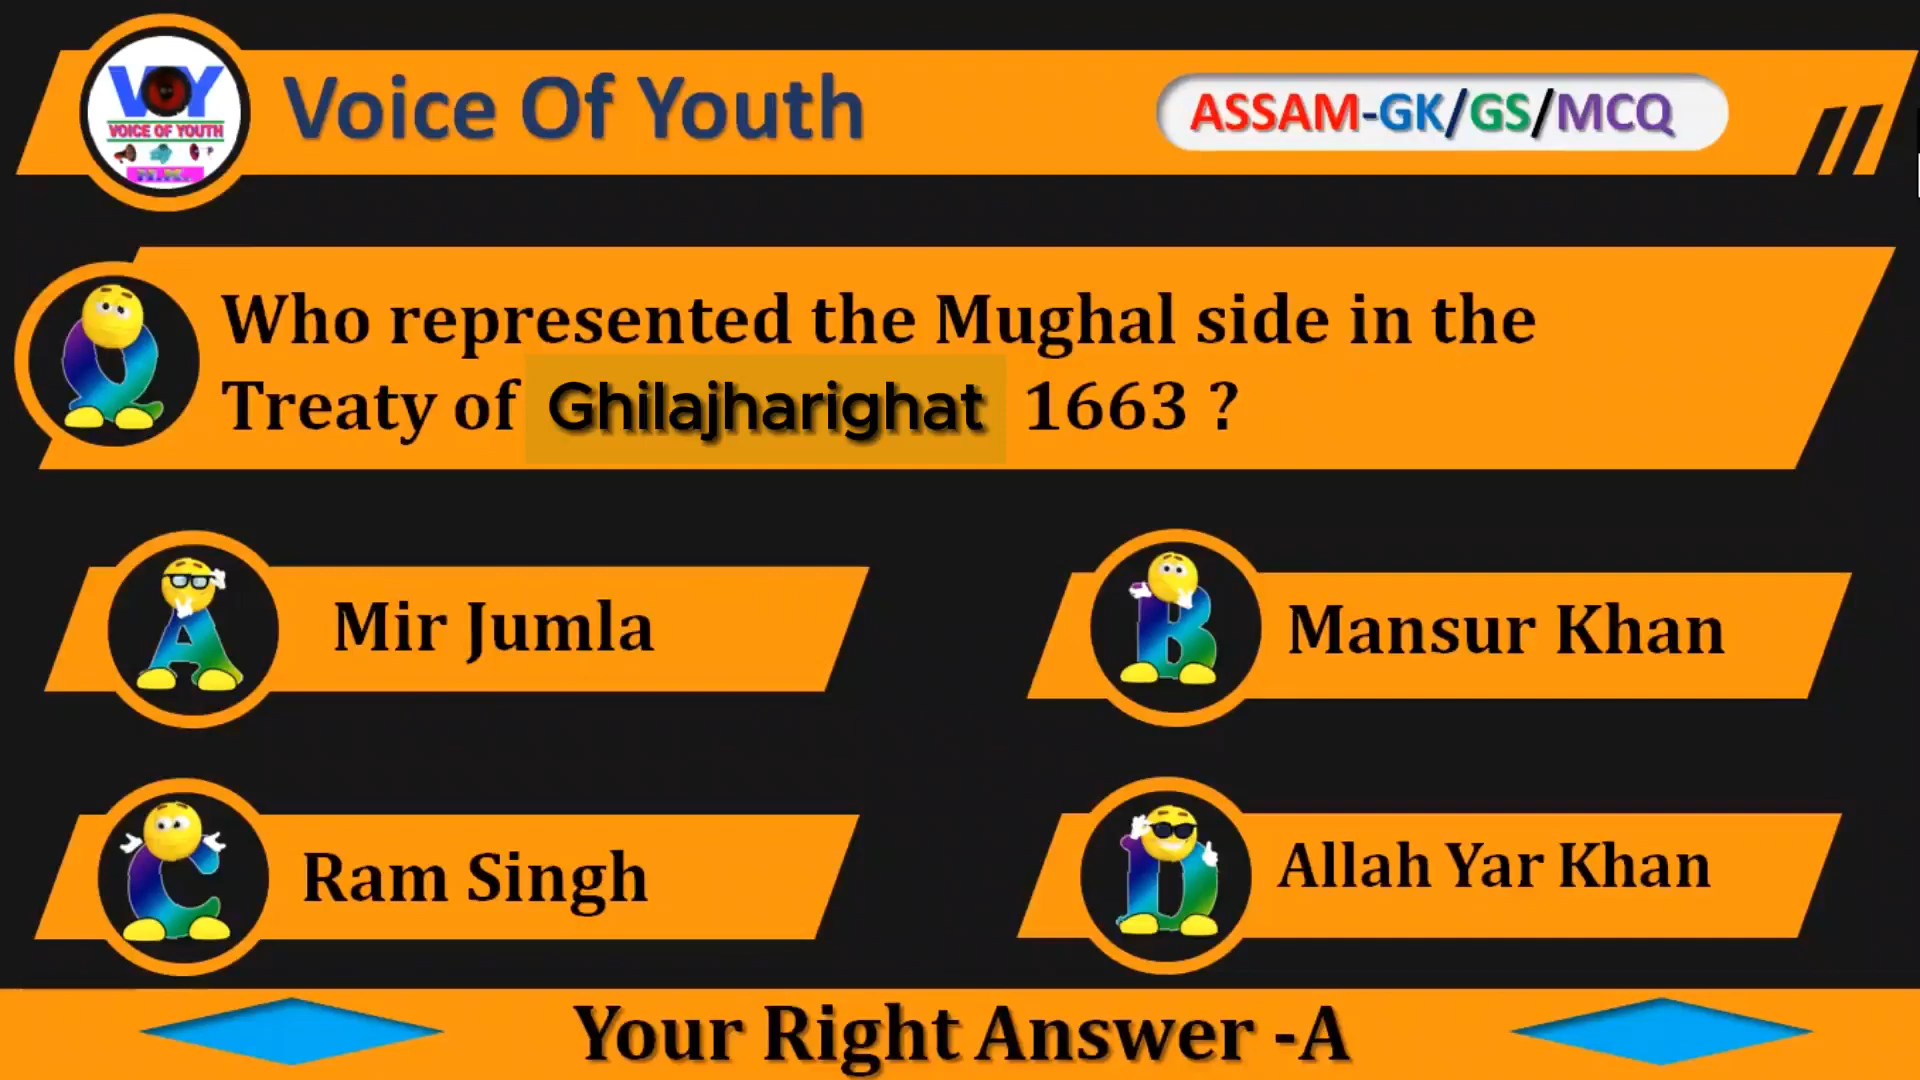 VOY
VOICE OF YOUTH
N.K.
Voice Of Youth
ASSAM-GK/GS/MCQ
Q
Who represented the Mughal side in the
Treaty of Ghilajharighat 1663 ?
A Mir Jumla
B Mansur Khan
C Ram Singh
D Allah Yar Khan
Your Right Answer -A